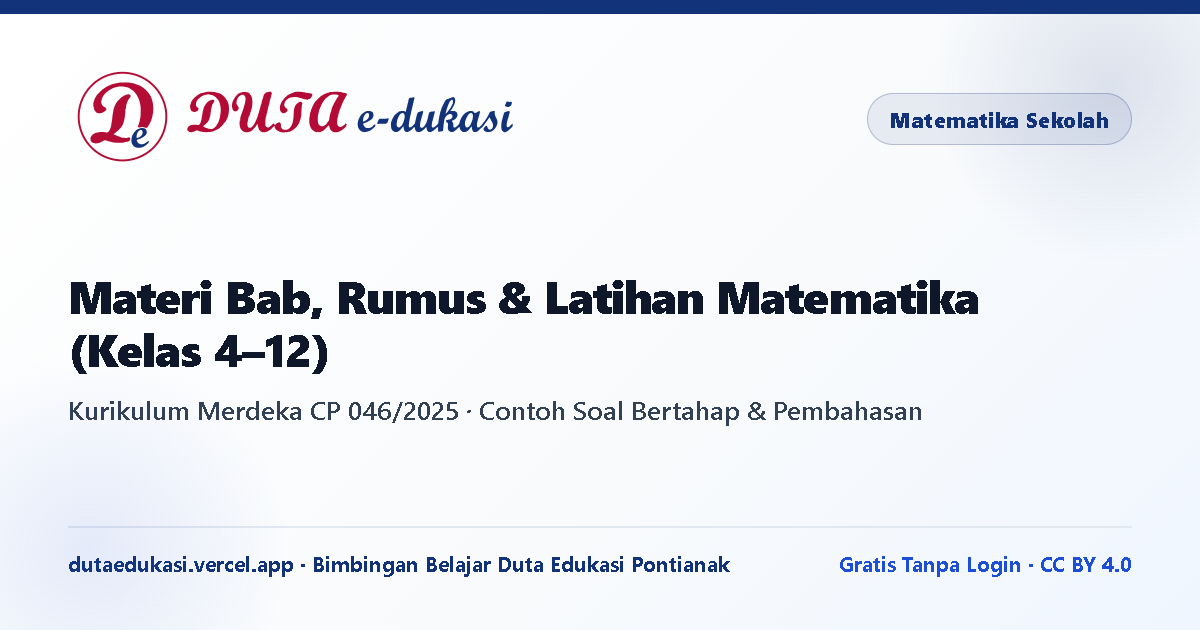 De
DUTA e-dukasi
Matematika Sekolah
Materi Bab, Rumus & Latihan Matematika
(Kelas 4–12)
Kurikulum Merdeka CP 046/2025 · Contoh Soal Bertahap & Pembahasan
dutaedukasi.vercel.app · Bimbingan Belajar Duta Edukasi Pontianak
Gratis Tanpa Login · CC BY 4.0